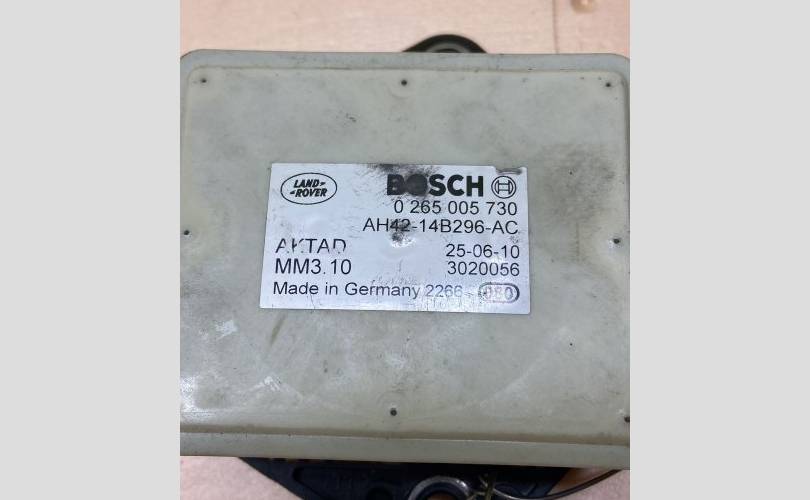 LAND-
-ROVER
BOSCH
0 265 005 730
AH42-14B296-AC
AKTAD
25-06-10
MM3.10
3020056
Made in Germany 2266 080